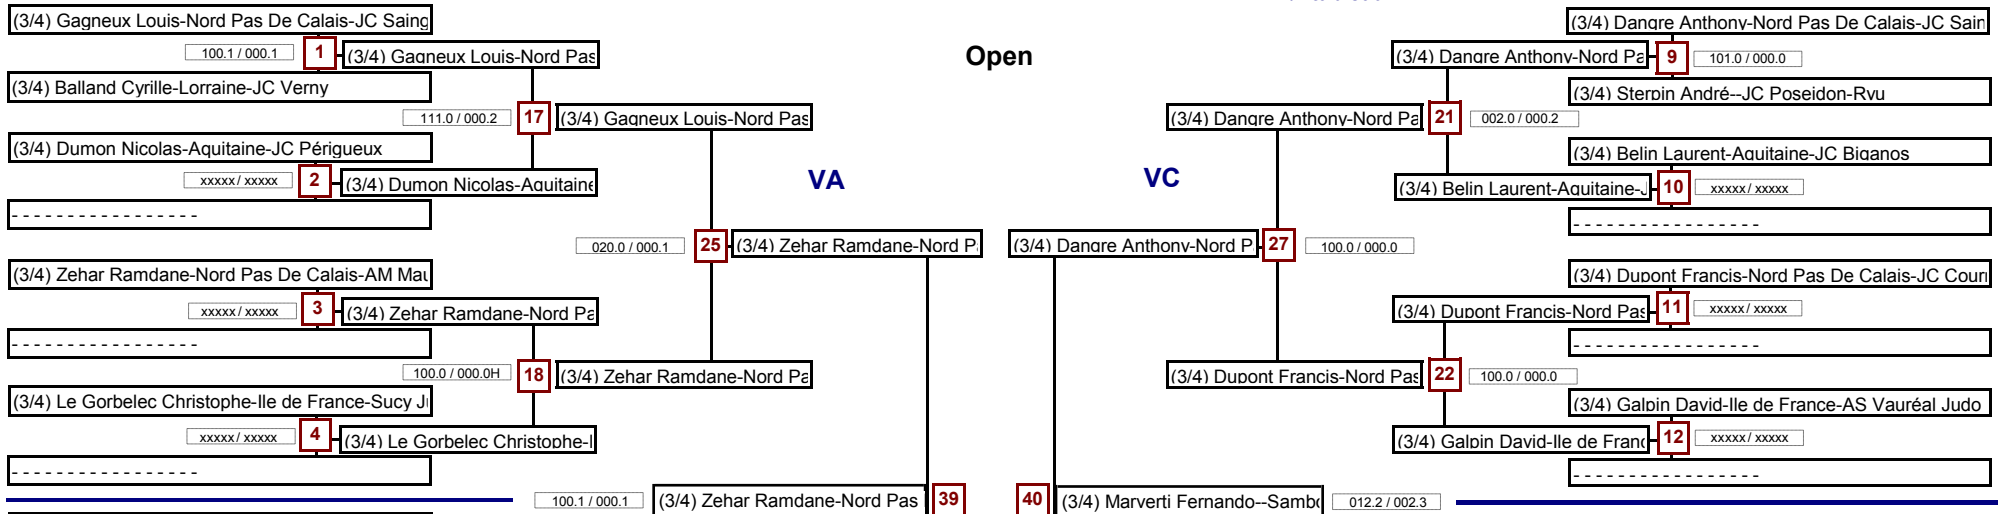 (3/4) Gagneux Louis-Nord Pas De Calais-JC Saing
(3/4) Dangre Anthony-Nord Pas De Calais-JC Sain
100.1 / 000.1
1
(3/4) Gagneux Louis-Nord Pas
Open
(3/4) Dangre Anthony-Nord Pa
9
101.0 / 000.0
(3/4) Balland Cyrille-Lorraine-JC Verny
(3/4) Sterpin André--JC Poseidon-Ryu
111.0 / 000.2
17
(3/4) Gagneux Louis-Nord Pas
(3/4) Dangre Anthony-Nord Pa
21
002.0 / 000.2
(3/4) Dumon Nicolas-Aquitaine-JC Périgueux
(3/4) Belin Laurent-Aquitaine-JC Biganos
xxxxx / xxxxx
2
(3/4) Dumon Nicolas-Aquitaine
VA
VC
(3/4) Belin Laurent-Aquitaine-J
10
xxxxx / xxxxx
- - - - - - - - - - - - - - - - -
- - - - - - - - - - - - - - - - -
020.0 / 000.1
25
(3/4) Zehar Ramdane-Nord P
(3/4) Dangre Anthony-Nord P
27
100.0 / 000.0
(3/4) Zehar Ramdane-Nord Pas De Calais-AM Mau
(3/4) Dupont Francis-Nord Pas De Calais-JC Courr
xxxxx / xxxxx
3
(3/4) Zehar Ramdane-Nord Pa
(3/4) Dupont Francis-Nord Pas
11
xxxxx / xxxxx
- - - - - - - - - - - - - - - - -
- - - - - - - - - - - - - - - - -
100.0 / 000.0H
18
(3/4) Zehar Ramdane-Nord Pa
(3/4) Dupont Francis-Nord Pas
22
100.0 / 000.0
(3/4) Le Gorbelec Christophe-Ile de France-Sucy J
(3/4) Galpin David-Ile de France-AS Vauréal Judo
xxxxx / xxxxx
4
(3/4) Le Gorbelec Christophe-I
(3/4) Galpin David-Ile de Franc
12
xxxxx / xxxxx
- - - - - - - - - - - - - - - - -
- - - - - - - - - - - - - - - - -
100.1 / 000.1
(3/4) Zehar Ramdane-Nord Pas
39
40
(3/4) Marverti Fernando--Sambo
012.2 / 002.3